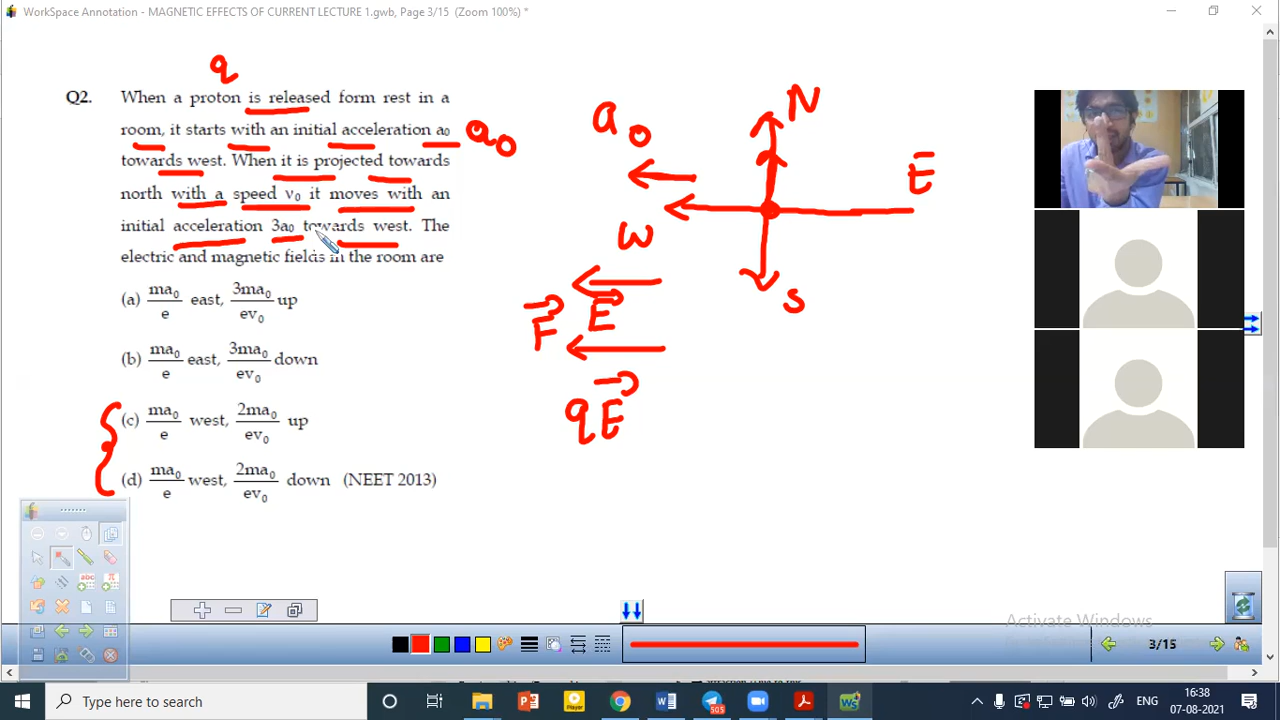 WorkSpace Annotation - MAGNETIC EFFECTS OF CURRENT LECTURE 1.gwb, Page 3/15 (Zoom 100%) *
q
Q2. When a proton is released form rest in a
room, it starts with an initial acceleration a₀
a₀
towards west. When it is projected towards
north with a speed v₀ it moves with an
initial acceleration 3a₀ towards west. The
electric and magnetic fields in the room are
(a) ma₀/e east, 3ma₀/ev₀ up
(b) ma₀/e east, 3ma₀/ev₀ down
(c) ma₀/e west, 2ma₀/ev₀ up
(d) ma₀/e west, 2ma₀/ev₀ down (NEET 2013)
a₀
N
E
W
S
F
E
qE
Activate Windows
3/15
Type here to search
SOS
ENG
16:38
07-08-2021